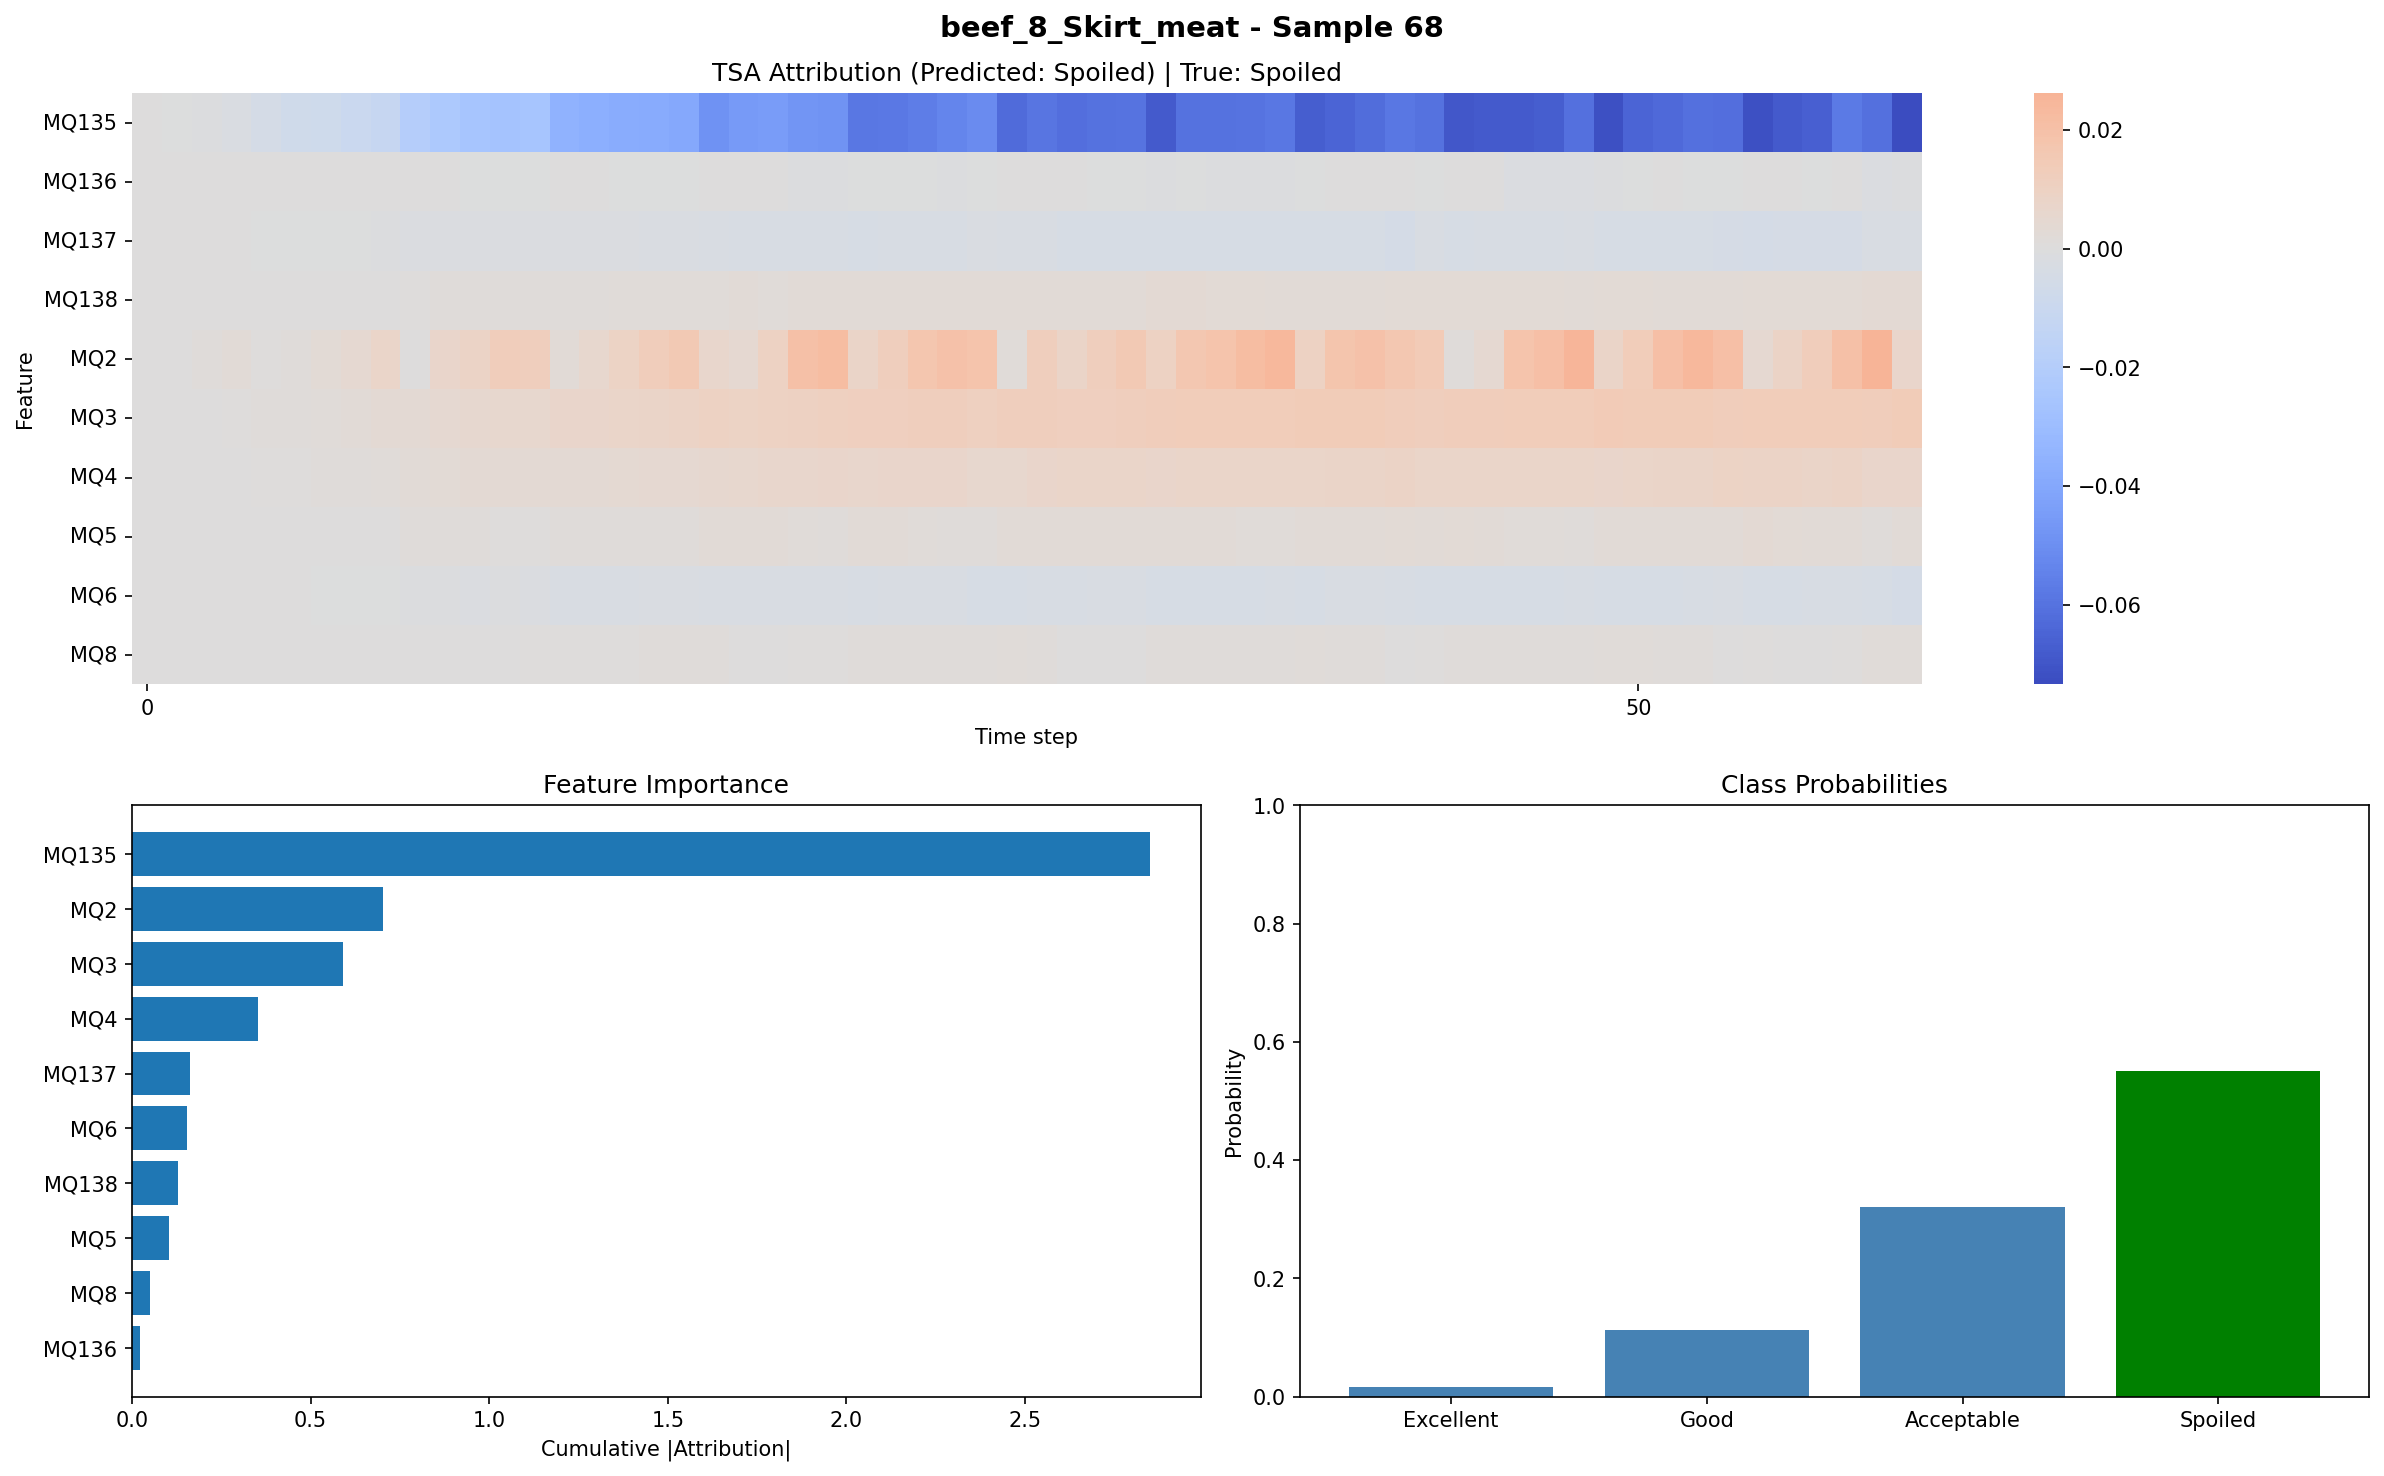 beef_8_Skirt_meat - Sample 68
TSA Attribution (Predicted: Spoiled) | True: Spoiled
Feature
MQ135
MQ136
MQ137
MQ138
MQ2
MQ3
MQ4
MQ5
MQ6
MQ8
0
50
Time step
0.02
0.00
−0.02
−0.04
−0.06
Feature Importance
MQ135
MQ2
MQ3
MQ4
MQ137
MQ6
MQ138
MQ5
MQ8
MQ136
0.0
0.5
1.0
1.5
2.0
2.5
Cumulative |Attribution|
Class Probabilities
Probability
1.0
0.8
0.6
0.4
0.2
0.0
Excellent
Good
Acceptable
Spoiled